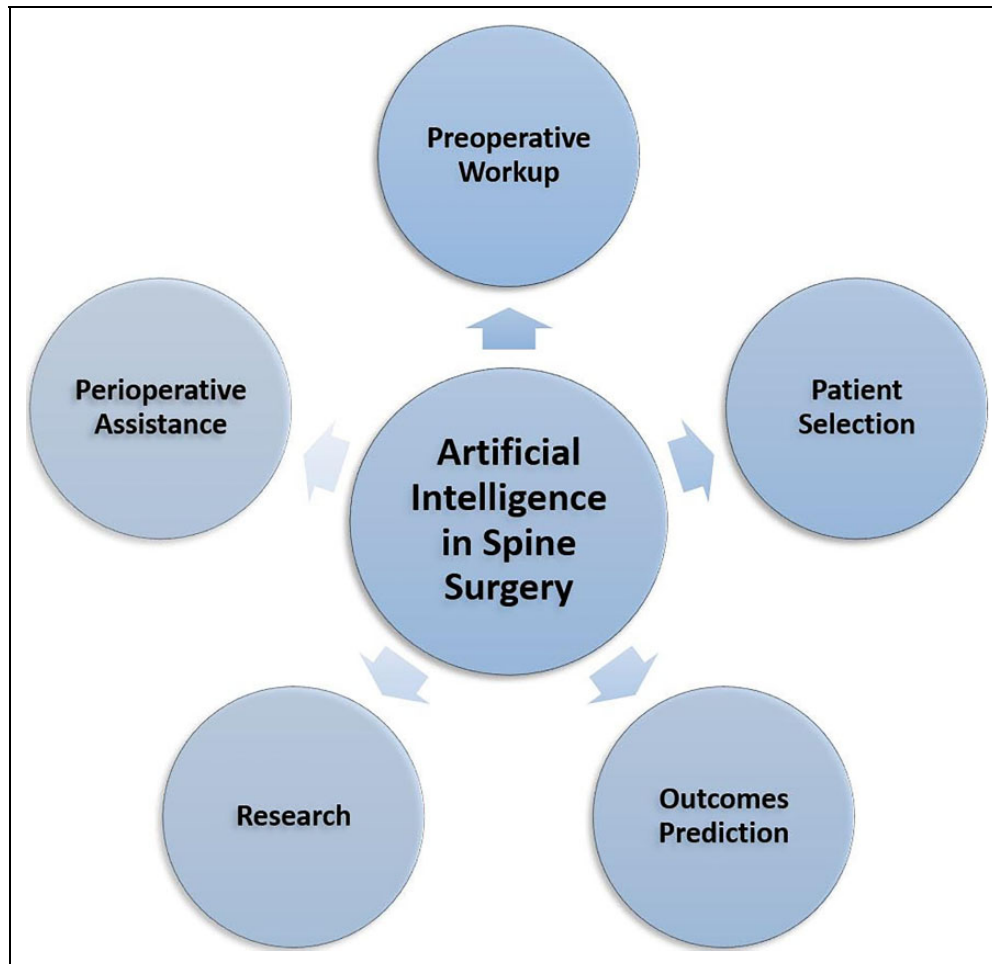 Preoperative
Workup
Perioperative
Assistance
Patient
Selection
Artificial
Intelligence
in Spine
Surgery
Research
Outcomes
Prediction